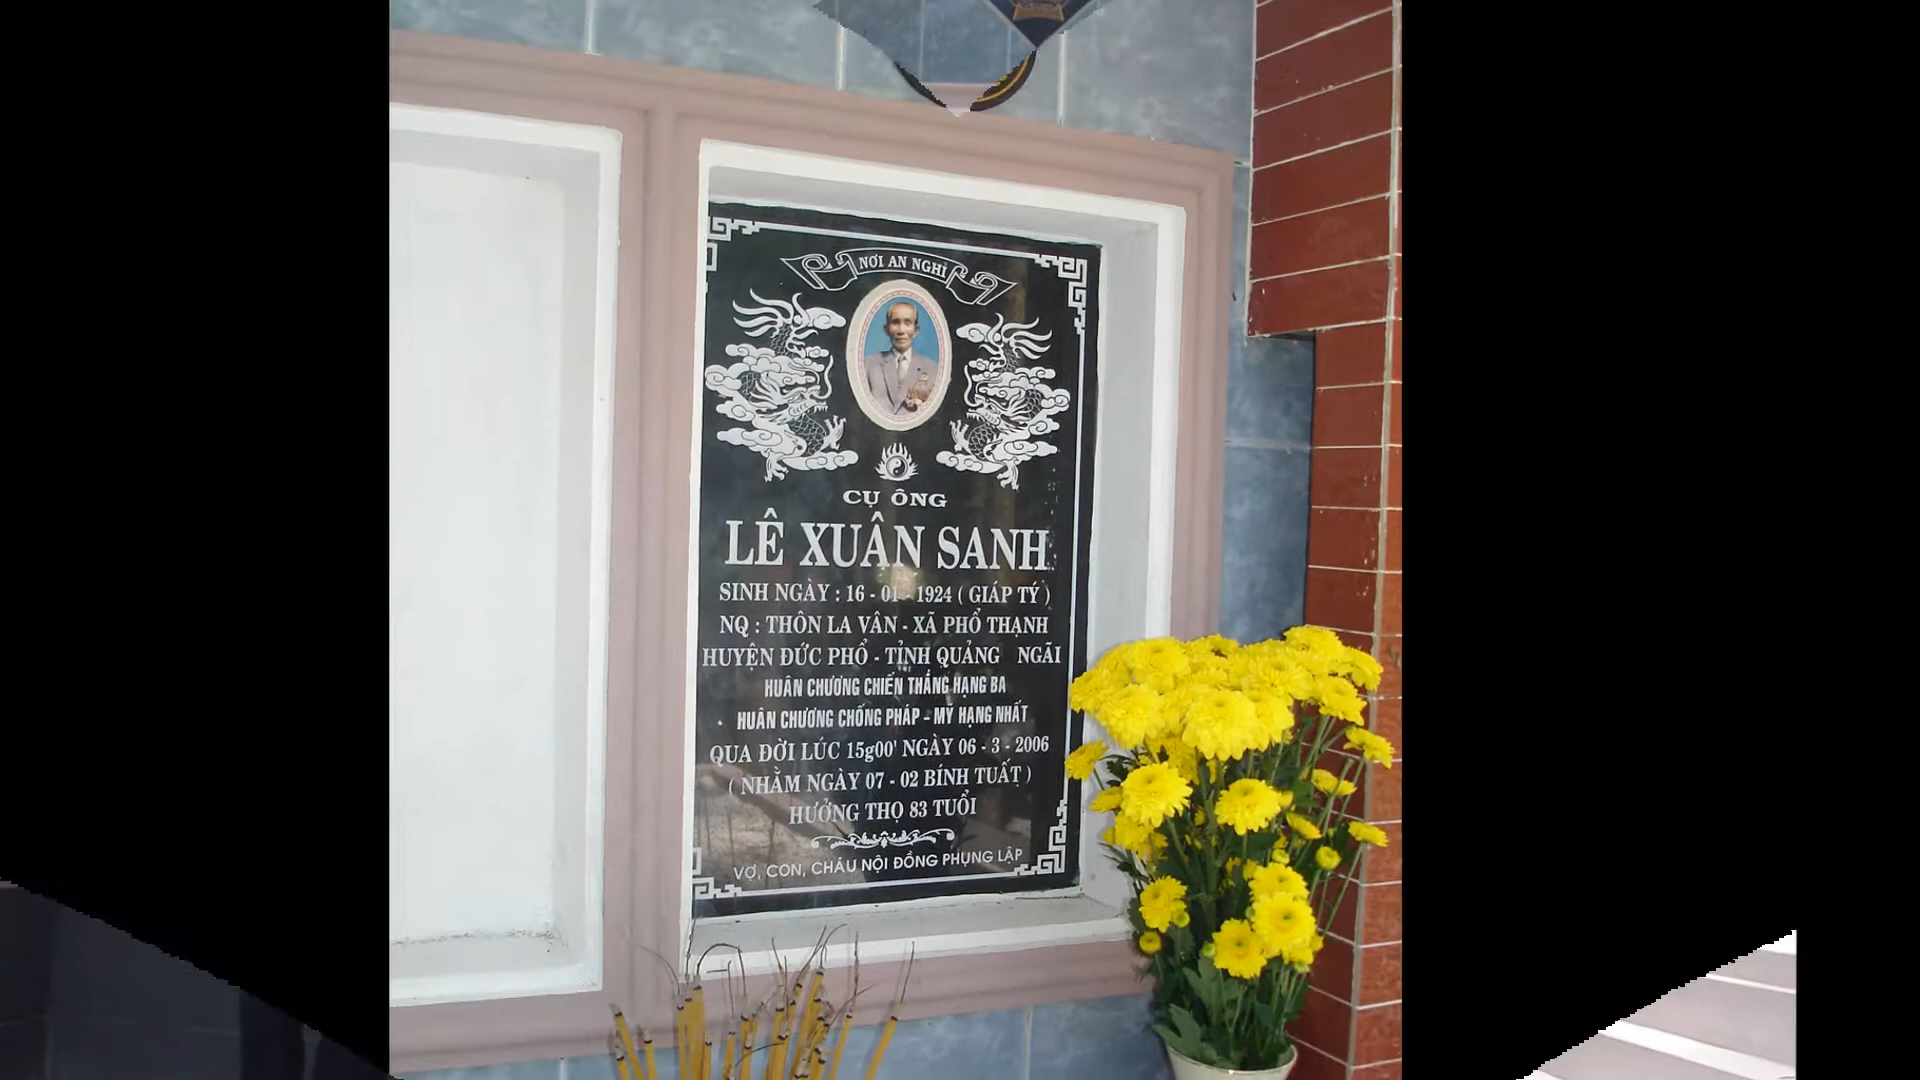 NƠI AN NGHỈ
CỤ ÔNG
LÊ XUÂN SANH
SINH NGÀY : 16 - 01 - 1924 ( GIÁP TÝ )
NQ : THÔN LA VÂN - XÃ PHỔ THẠNH
HUYỆN ĐỨC PHỔ - TỈNH QUẢNG NGÃI
HUÂN CHƯƠNG CHIẾN THẮNG HẠNG BA
HUÂN CHƯƠNG CHỐNG PHÁP - MỸ HẠNG NHẤT
QUA ĐỜI LÚC 15g00' NGÀY 06 - 3 - 2006
( NHẰM NGÀY 07 - 02 BÍNH TUẤT )
HƯỞNG THỌ 83 TUỔI
VỢ, CON, CHÁU NỘI ĐỒNG PHỤNG LẬP